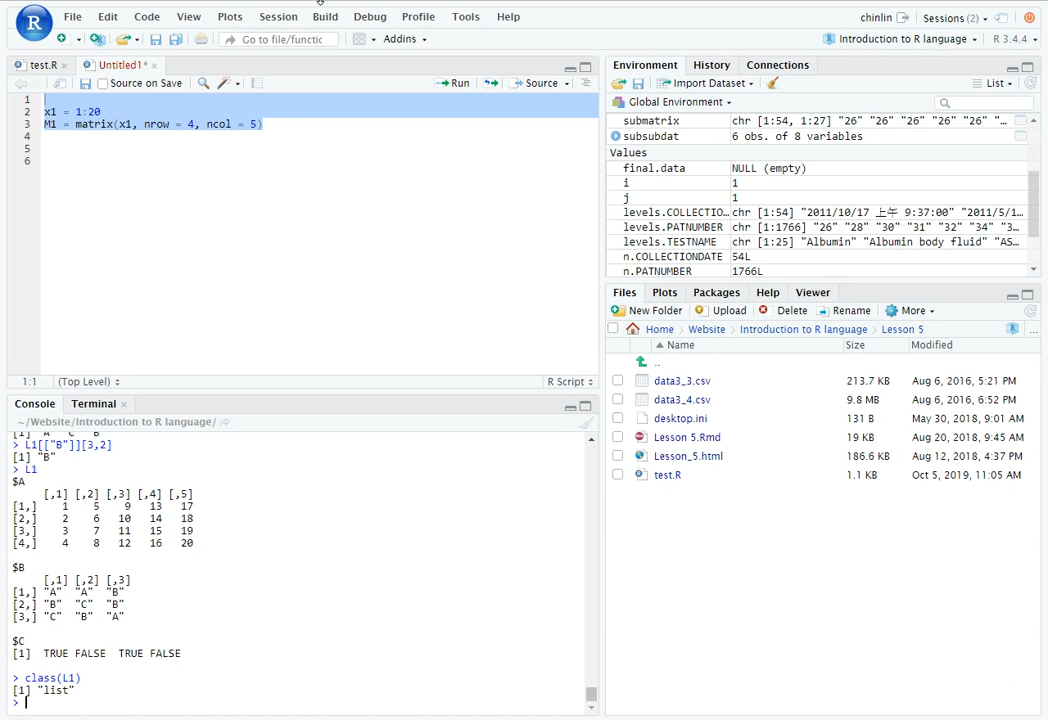 File Edit Code View Plots Session Build Debug Profile Tools Help
chinlin Sessions (2)
R
Go to file/functic Addins
Introduction to R language R 3.4.4
test.R Untitled1*
Source on Save Run Source
1
2 x1 = 1:20
3 M1 = matrix(x1, nrow = 4, ncol = 5)
4
5
6
1:1 (Top Level) R Script
Console Terminal
~/Website/Introduction to R language/
[1] "A" "C" "B"
> L1[["B"]][3,2]
[1] "B"
> L1
$A
[,1] [,2] [,3] [,4] [,5]
[1,] 1 5 9 13 17
[2,] 2 6 10 14 18
[3,] 3 7 11 15 19
[4,] 4 8 12 16 20
$B
[,1] [,2] [,3]
[1,] "A" "A" "B"
[2,] "B" "C" "B"
[3,] "C" "B" "A"
$C
[1] TRUE FALSE TRUE FALSE
> class(L1)
[1] "list"
>
Environment History Connections
Import Dataset List
Global Environment
submatrix chr [1:54, 1:27] "26" "26" "26" "26" "26" "…
subsubdat 6 obs. of 8 variables
Values
final.data NULL (empty)
i 1
j 1
levels.COLLECTIO… chr [1:54] "2011/10/17 上午 9:37:00" "2011/5/1…
levels.PATNUMBER chr [1:1766] "26" "28" "30" "31" "32" "34" "3…
levels.TESTNAME chr [1:25] "Albumin" "Albumin body fluid" "AS…
n.COLLECTIONDATE 54L
n.PATNUMBER 1766L
Files Plots Packages Help Viewer
New Folder Upload Delete Rename More
Home > Website > Introduction to R language > Lesson 5 ...
Name Size Modified
..
data3_3.csv 213.7 KB Aug 6, 2016, 5:21 PM
data3_4.csv 9.8 MB Aug 6, 2016, 6:52 PM
desktop.ini 131 B May 30, 2018, 9:01 AM
Lesson 5.Rmd 19 KB Aug 20, 2018, 9:45 AM
Lesson_5.html 186.6 KB Aug 12, 2018, 4:37 PM
test.R 1.1 KB Oct 5, 2019, 11:05 AM